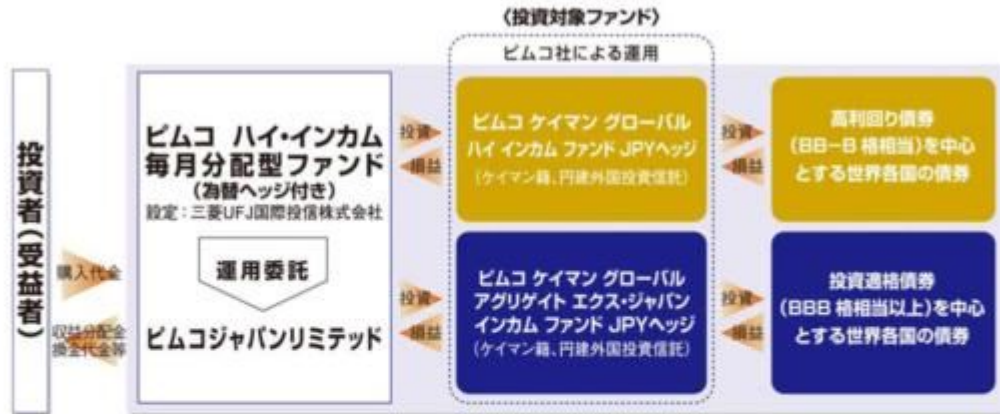 〈投資対象ファンド〉
ピムコ社による運用
投資者(受益者)
購入代金
収益分配金
換金代金等
ピムコ ハイ・インカム
毎月分配型ファンド
(為替ヘッジ付き)
設定:三菱UFJ国際投信株式会社
運用委託
ピムコジャパンリミテッド
投資
損益
ピムコ ケイマン グローバル
ハイ インカム ファンド JPYヘッジ
(ケイマン籍、円建外国投資信託)
投資
損益
高利回り債券
(BB−B 格相当)を中心
とする世界各国の債券
投資
損益
ピムコ ケイマン グローバル
アグリゲイト エクス・ジャパン
インカム ファンド JPYヘッジ
(ケイマン籍、円建外国投資信託)
投資
損益
投資適格債券
(BBB 格相当以上)を中心
とする世界各国の債券